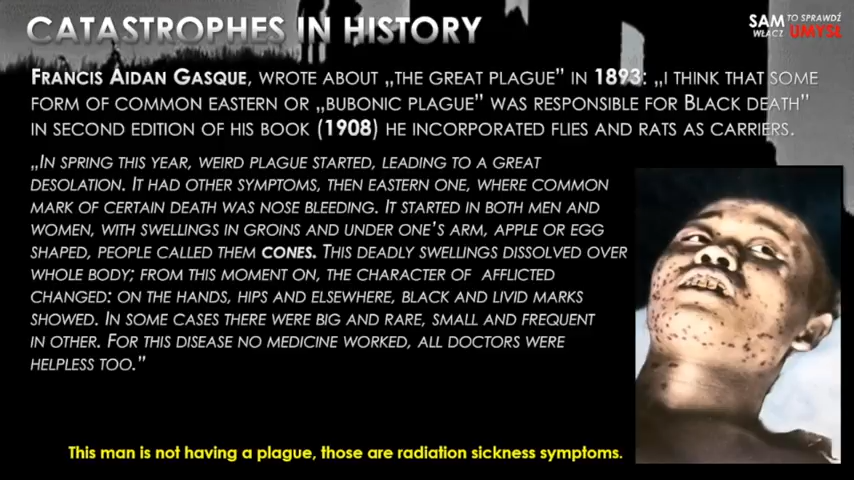 CATASTROPHES IN HISTORY
SAM TO SPRAWDŹ
WŁĄCZ UMYSŁ
FRANCIS AIDAN GASQUE, WROTE ABOUT „THE GREAT PLAGUE” IN 1893: „I THINK THAT SOME
FORM OF COMMON EASTERN OR „BUBONIC PLAGUE” WAS RESPONSIBLE FOR BLACK DEATH”
IN SECOND EDITION OF HIS BOOK (1908) HE INCORPORATED FLIES AND RATS AS CARRIERS.
„IN SPRING THIS YEAR, WEIRD PLAGUE STARTED, LEADING TO A GREAT
DESOLATION. IT HAD OTHER SYMPTOMS, THEN EASTERN ONE, WHERE COMMON
MARK OF CERTAIN DEATH WAS NOSE BLEEDING. IT STARTED IN BOTH MEN AND
WOMEN, WITH SWELLINGS IN GROINS AND UNDER ONE'S ARM, APPLE OR EGG
SHAPED, PEOPLE CALLED THEM CONES. THIS DEADLY SWELLINGS DISSOLVED OVER
WHOLE BODY; FROM THIS MOMENT ON, THE CHARACTER OF AFFLICTED
CHANGED: ON THE HANDS, HIPS AND ELSEWHERE, BLACK AND LIVID MARKS
SHOWED. IN SOME CASES THERE WERE BIG AND RARE, SMALL AND FREQUENT
IN OTHER. FOR THIS DISEASE NO MEDICINE WORKED, ALL DOCTORS WERE
HELPLESS TOO.”
This man is not having a plague, those are radiation sickness symptoms.